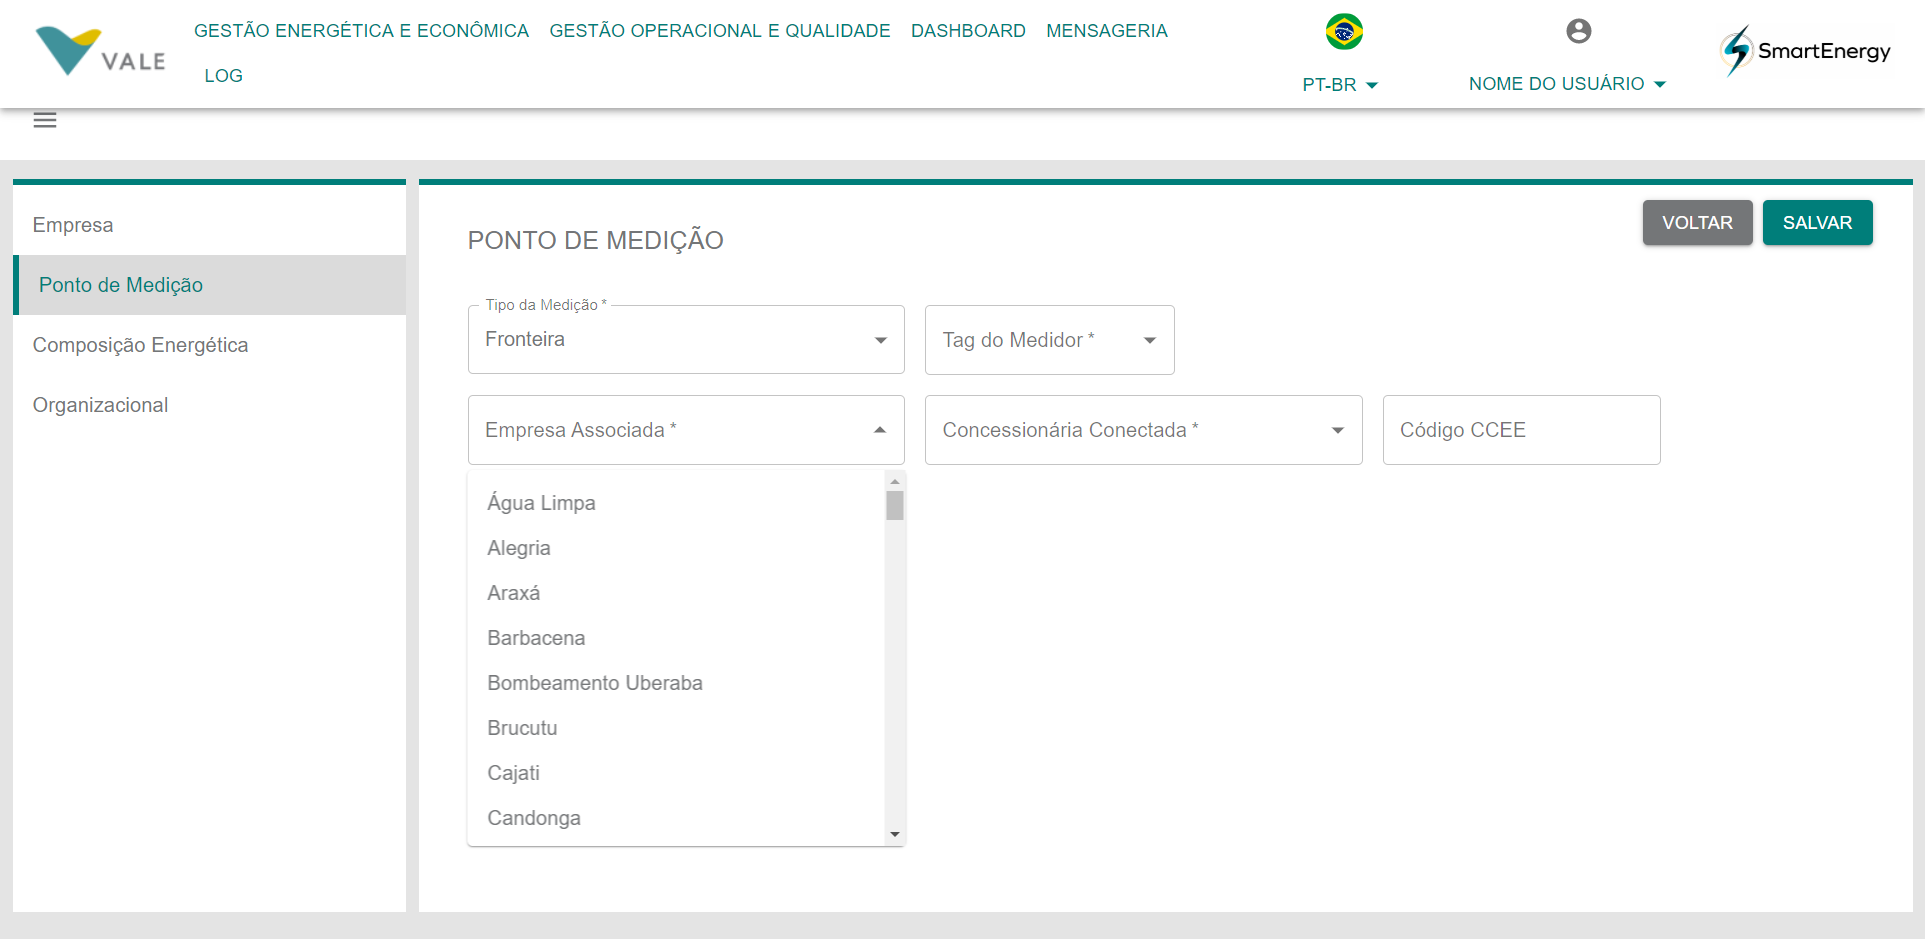 VALE
GESTÃO ENERGÉTICA E ECONÔMICA
GESTÃO OPERACIONAL E QUALIDADE
DASHBOARD
MENSAGERIA
LOG
PT-BR
NOME DO USUÁRIO
SmartEnergy
Empresa
Ponto de Medição
Composição Energética
Organizacional
PONTO DE MEDIÇÃO
VOLTAR
SALVAR
Tipo da Medição *
Fronteira
Tag do Medidor *
Empresa Associada *
Concessionária Conectada *
Código CCEE
Água Limpa
Alegria
Araxá
Barbacena
Bombeamento Uberaba
Brucutu
Cajati
Candonga